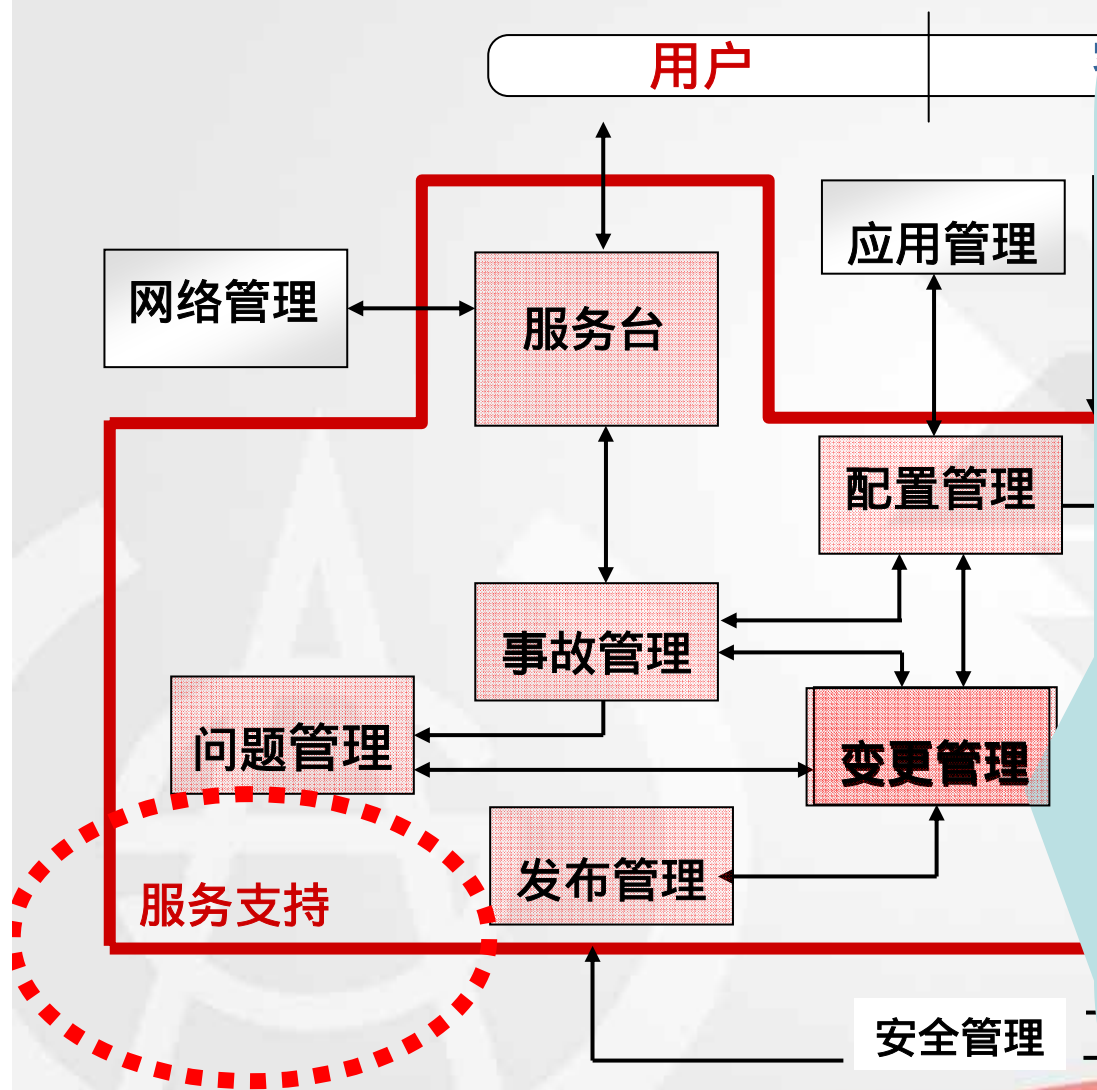 用户
应用管理
网络管理
服务台
配置管理
事故管理
问题管理
变更管理
发布管理
服务支持
安全管理